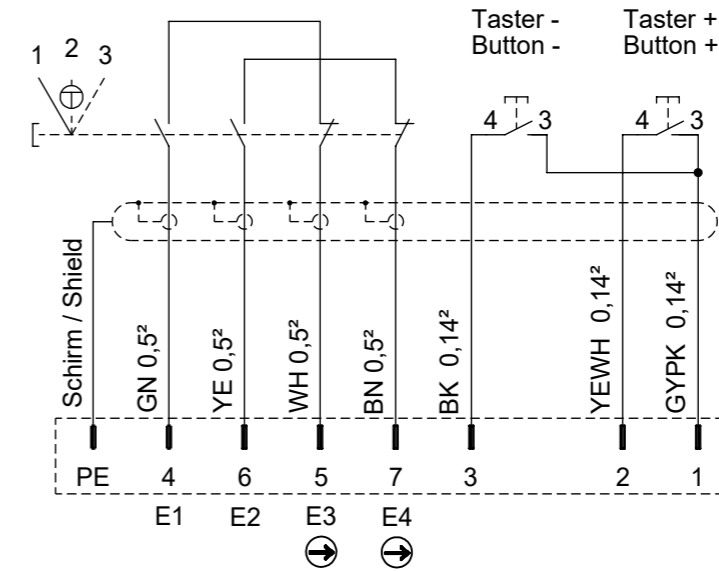 Taster - Taster +
Button - Button +
1 2 3
4 3 4 3
Schirm / Shield
GN 0,5²
YE 0,5²
WH 0,5²
BN 0,5²
BK 0,14²
YEWH 0,14²
GYPK 0,14²
PE 4 6 5 7 3 2 1
E1 E2 E3 E4